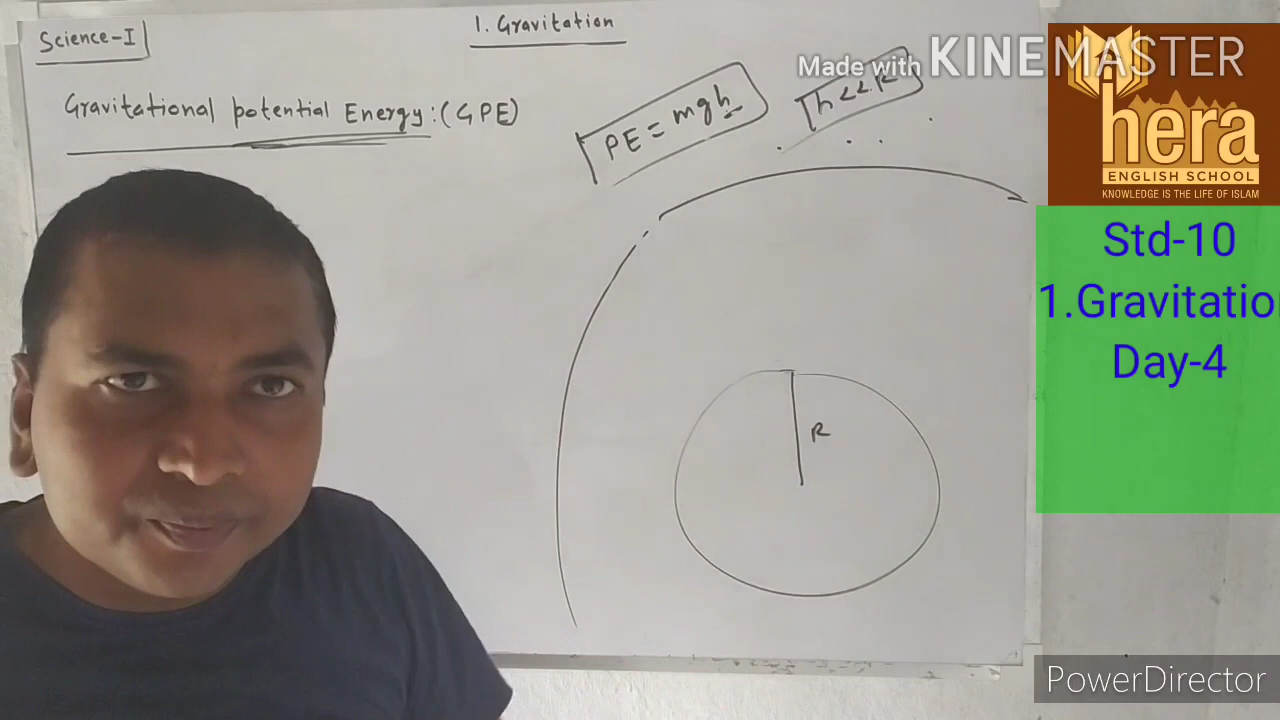 Science-I
1. Gravitation
Gravitational potential Energy:(GPE)
PE = mgh
h<<R
R
Made with KINEMASTER
hera
ENGLISH SCHOOL
KNOWLEDGE IS THE LIFE OF ISLAM
Std-10
1.Gravitation
Day-4
PowerDirector